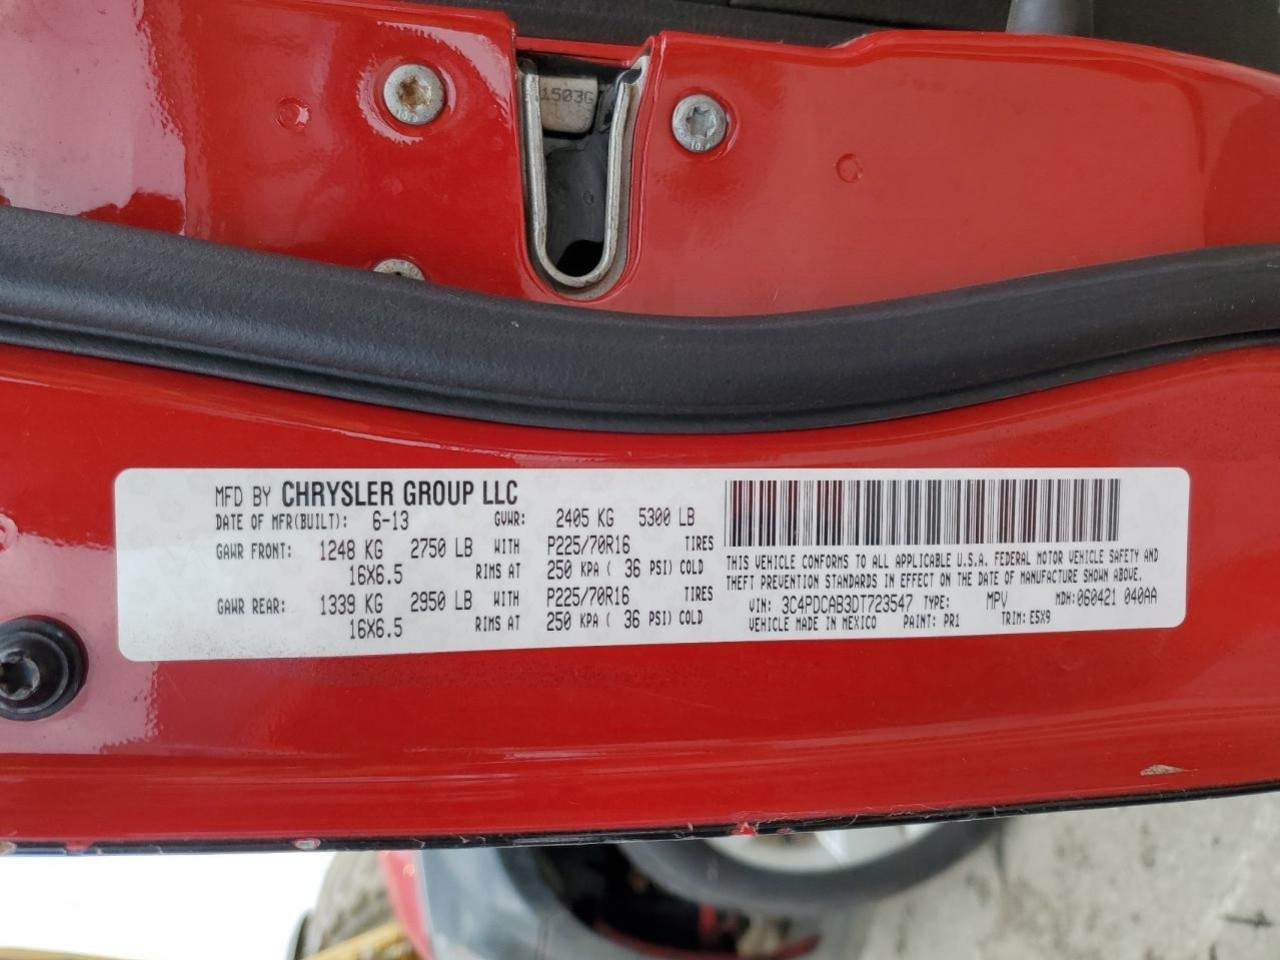 1503G
MFD BY CHRYSLER GROUP LLC
DATE OF MFR(BUILT): 6-13 GVWR: 2405 KG 5300 LB
GAWR FRONT: 1248 KG 2750 LB WITH P225/70R16 TIRES
16X6.5 RIMS AT 250 KPA ( 36 PSI) COLD
GAWR REAR: 1339 KG 2950 LB WITH P225/70R16 TIRES
16X6.5 RIMS AT 250 KPA ( 36 PSI) COLD
THIS VEHICLE CONFORMS TO ALL APPLICABLE U.S.A. FEDERAL MOTOR VEHICLE SAFETY AND
THEFT PREVENTION STANDARDS IN EFFECT ON THE DATE OF MANUFACTURE SHOWN ABOVE.
VIN: 3C4PDCAB3DT723547 TYPE: MPV MDH:060421 040AA
VEHICLE MADE IN MEXICO PAINT: PR1 TRIM: E5X9